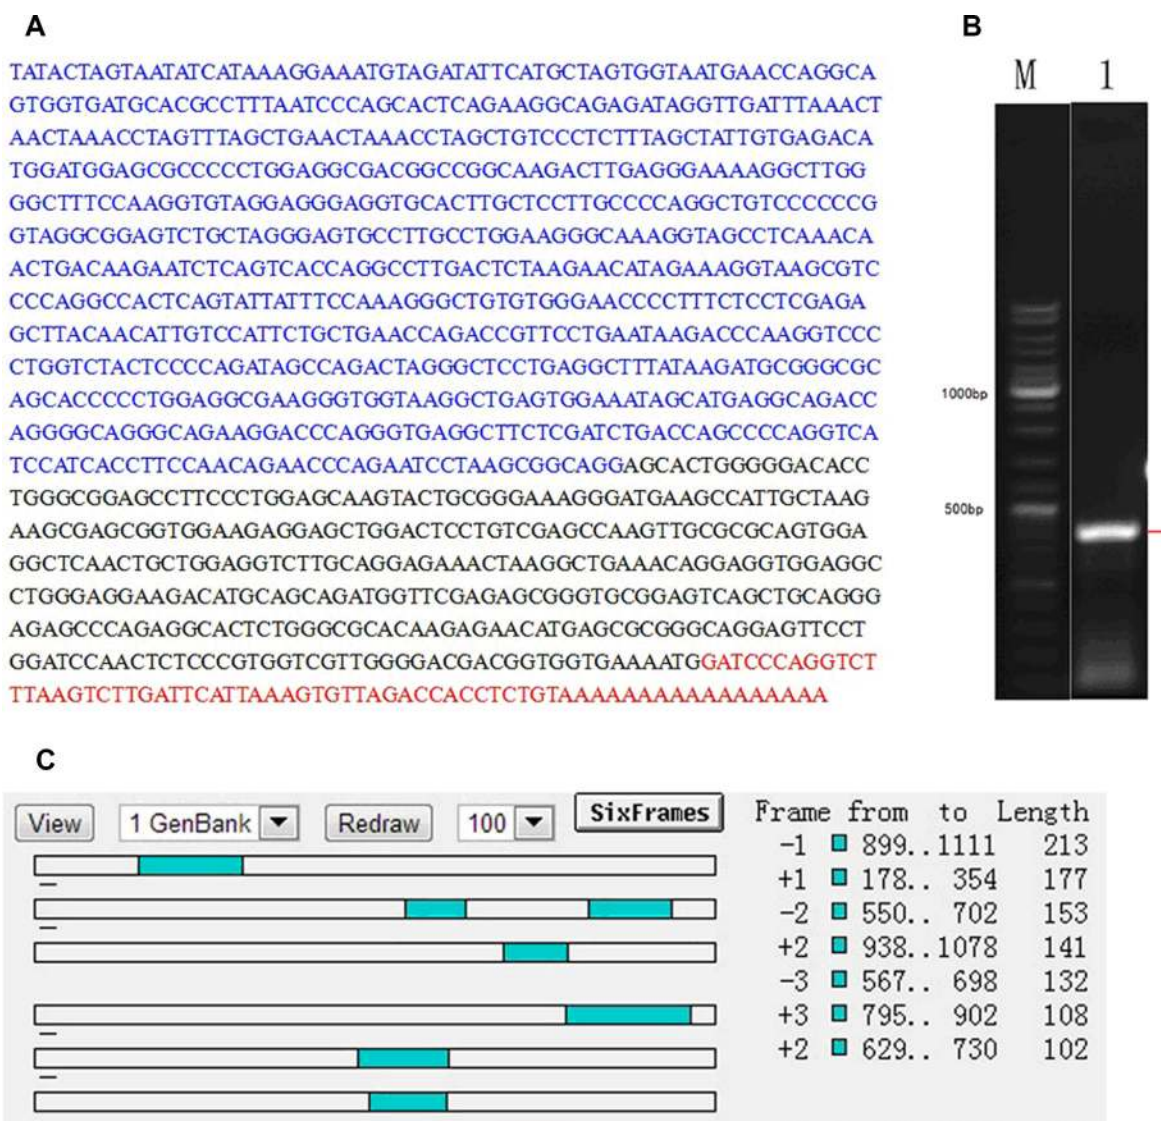 A
TATACTAGTAATATCATAAAGGAAATGTAGATATTCATGCTAGTGGTAATGAACCAGGCA
GTGGTGATGCACGCCTTTAATCCCAGCACTCAGAAGGCAGAGATAGGTTGATTTAAACT
AACTAAACCTAGTTTAGCTGAACTAAACCTAGCTGTCCCTCTTTAGCTATTGTGAGACA
TGGATGGAGCGCCCCCTGGAGGCGACGGCCGGCAAGACTTGAGGGAAAAGGCTTGG
GGCTTTCCAAGGTGTAGGAGGGAGGTGCACTTGCTCCTTGCCCCAGGCTGTCCCCCCG
GTAGGCGGAGTCTGCTAGGGAGTGCCTTGCCTGGAAGGGCAAAGGTAGCCTCAAACA
ACTGACAAGAATCTCAGTCACCAGGCCTTGACTCTAAGAACATAGAAAGGTAAGCGTC
CCCAGGCCACTCAGTATTATTTCCAAAGGGCTGTGTGGGAACCCCTTTCTCCTCGAGA
GCTTACAACATTGTCCATTCTGCTGAACCAGACCGTTCCTGAATAAGACCCAAGGTCCC
CTGGTCTACTCCCCAGATAGCCAGACTAGGGCTCCTGAGGCTTTATAAGATGCGGGCGC
AGCACCCCCTGGAGGCGAAGGGTGGTAAGGCTGAGTGGAAATAGCATGAGGCAGACC
AGGGGCAGGGCAGAAGGACCCAGGGTGAGGCTTCTCGATCTGACCAGCCCCAGGTCA
TCCATCACCTTCCAACAGAACCCAGAATCCTAAGCGGCAGGAGCACTGGGGGACACC
TGGGCGGAGCCTTCCCTGGAGCAAGTACTGCGGGAAAGGGATGAAGCCATTGCTAAG
AAGCGAGCGGTGGAAGAGGAGCTGGACTCCTGTCGAGCCAAGTTGCGCGCAGTGGA
GGCTCAACTGCTGGAGGTCTTGCAGGAGAAACTAAGGCTGAAACAGGAGGTGGAGGC
CTGGGAGGAAGACATGCAGCAGATGGTTCGAGAGCGGGTGCGGAGTCAGCTGCAGGG
AGAGCCCAGAGGCACTCTGGGCGCACAAGAGAACATGAGCGCGGGCAGGAGTTCCT
GGATCCAACTCTCCCGTGGTCGTTGGGGACGACGGTGGTGAAAATGGATCCCAGGTCT
TTAAGTCTTGATTCATTAAAGTGTTAGACCACCTCTGTAAAAAAAAAAAAAAAAA
B
M 1
1000bp
500bp
C
View 1 GenBank Redraw 100 SixFrames
Frame from to Length
-1 899..1111 213
+1 178.. 354 177
-2 550.. 702 153
+2 938..1078 141
-3 567.. 698 132
+3 795.. 902 108
+2 629.. 730 102